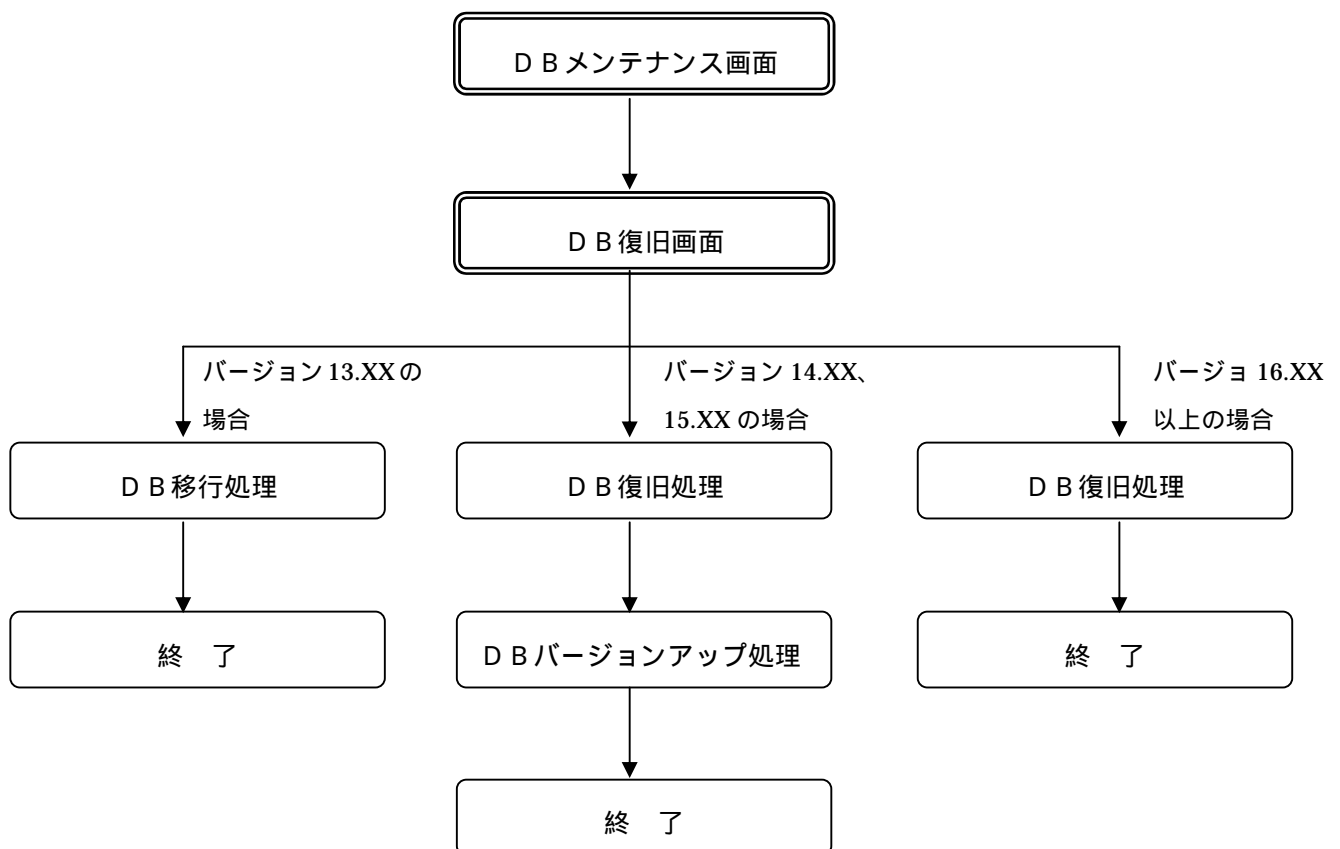 ＤＢメンテナンス画面
ＤＢ復旧画面
バージョン 13.XX の
場合
バージョン 14.XX、
15.XX の場合
バージョ 16.XX
以上の場合
ＤＢ移行処理
ＤＢ復旧処理
ＤＢ復旧処理
終　了
ＤＢバージョンアップ処理
終　了
終　了